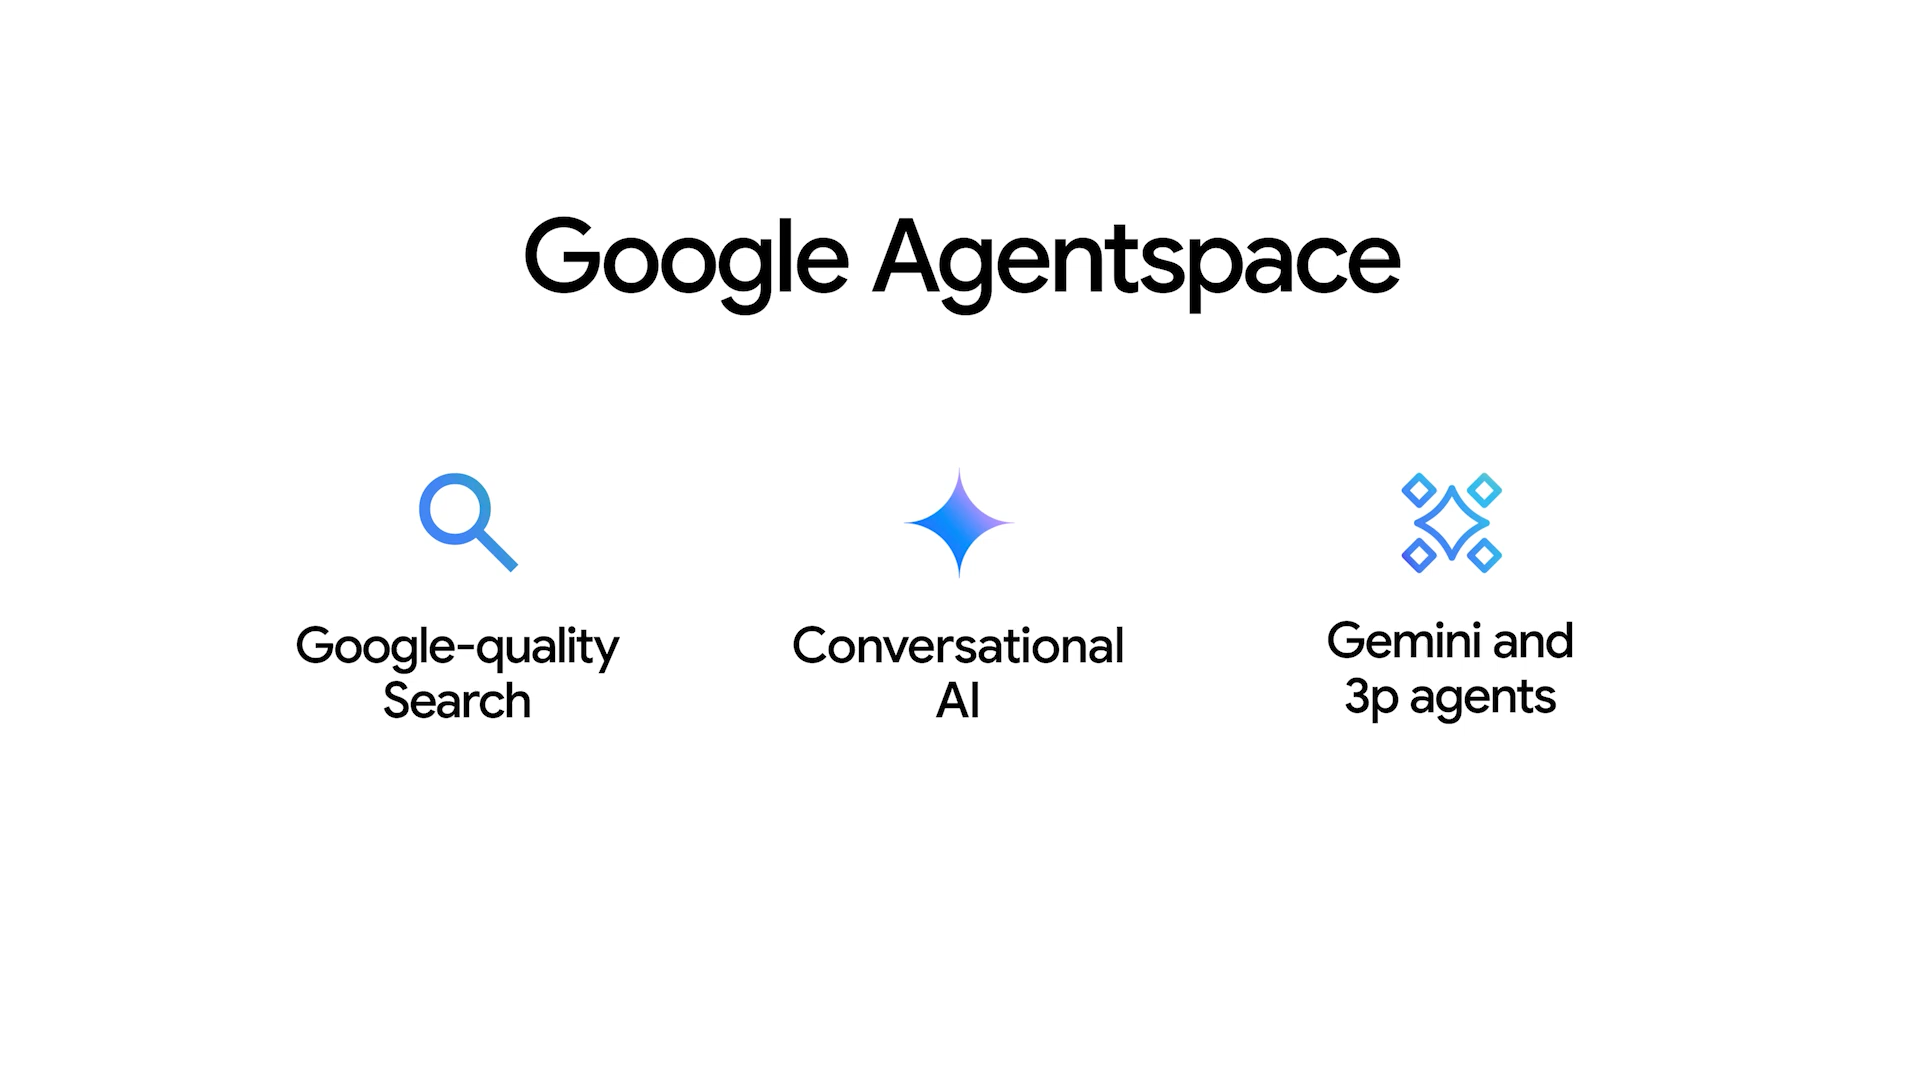 Google Agentspace
Google-quality
Search
Conversational
AI
Gemini and
3p agents